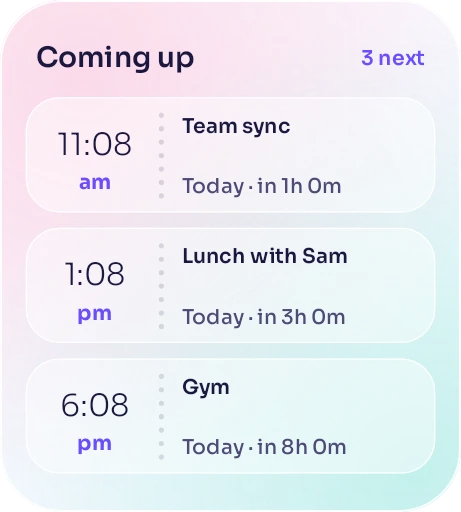 Coming up
3 next
11:08
am
Team sync
Today · in 1h 0m
1:08
pm
Lunch with Sam
Today · in 3h 0m
6:08
pm
Gym
Today · in 8h 0m